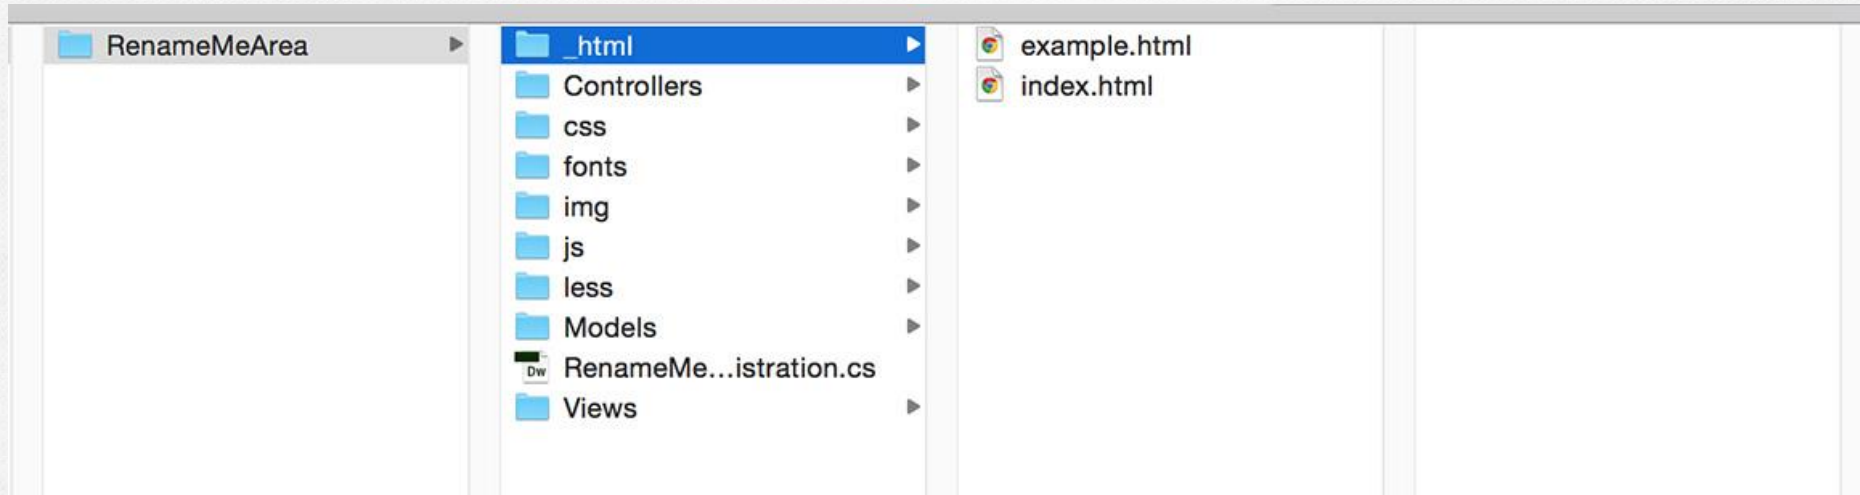 RenameMeArea
_html
Controllers
css
fonts
img
js
less
Models
Dw
RenameMe...istration.cs
Views
example.html
index.html